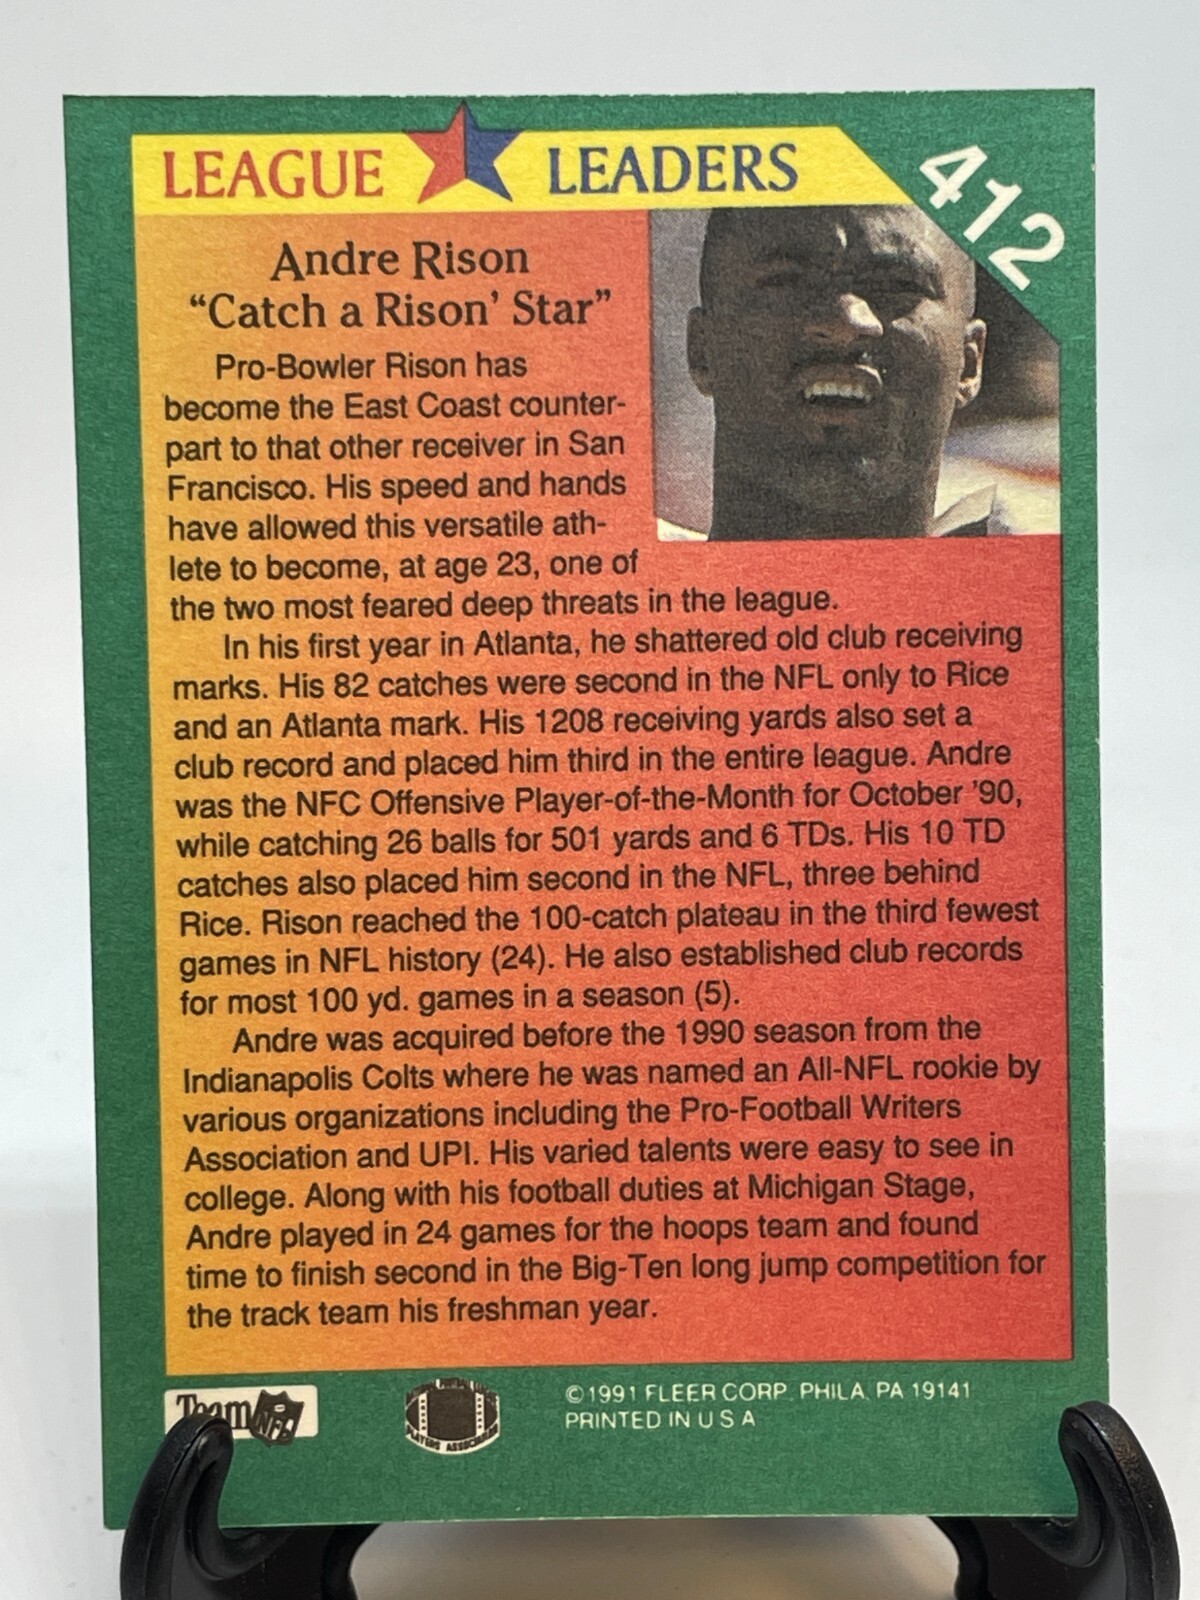 LEAGUE LEADERS
412
Andre Rison
“Catch a Rison’ Star”
Pro-Bowler Rison has
become the East Coast counter-
part to that other receiver in San
Francisco. His speed and hands
have allowed this versatile ath-
lete to become, at age 23, one of
the two most feared deep threats in the league.
In his first year in Atlanta, he shattered old club receiving
marks. His 82 catches were second in the NFL only to Rice
and an Atlanta mark. His 1208 receiving yards also set a
club record and placed him third in the entire league. Andre
was the NFC Offensive Player-of-the-Month for October ’90,
while catching 26 balls for 501 yards and 6 TDs. His 10 TD
catches also placed him second in the NFL, three behind
Rice. Rison reached the 100-catch plateau in the third fewest
games in NFL history (24). He also established club records
for most 100 yd. games in a season (5).
Andre was acquired before the 1990 season from the
Indianapolis Colts where he was named an All-NFL rookie by
various organizations including the Pro-Football Writers
Association and UPI. His varied talents were easy to see in
college. Along with his football duties at Michigan Stage,
Andre played in 24 games for the hoops team and found
time to finish second in the Big-Ten long jump competition for
the track team his freshman year.
Team NFL
PLAYERS
©1991 FLEER CORP. PHILA. PA 19141
PRINTED IN U S A